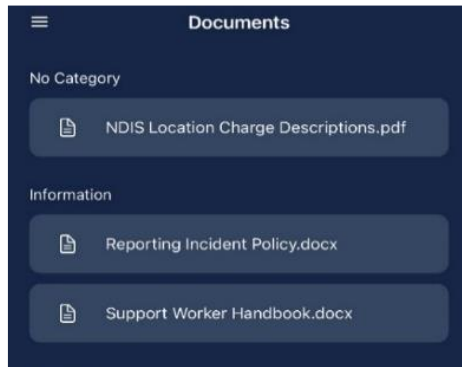 Documents
No Category
NDIS Location Charge Descriptions.pdf
Information
Reporting Incident Policy.docx
Support Worker Handbook.docx